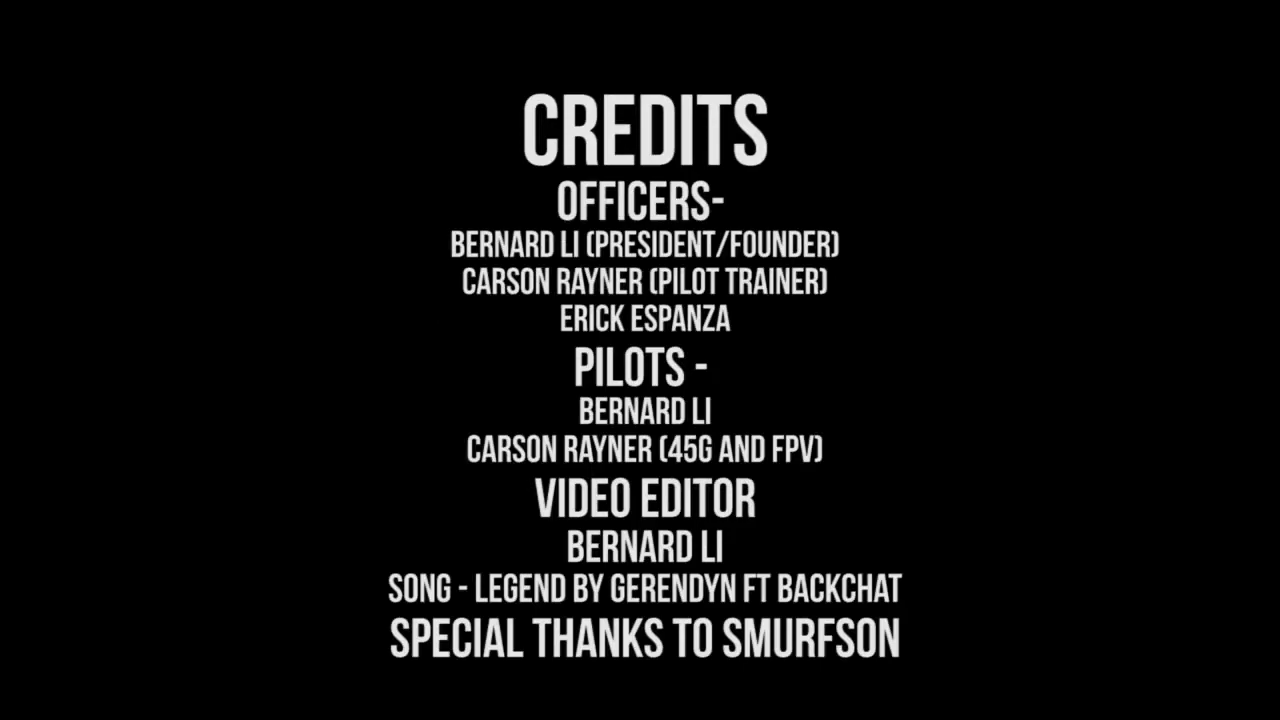 CREDITS
OFFICERS-
BERNARD LI (PRESIDENT/FOUNDER)
CARSON RAYNER (PILOT TRAINER)
ERICK ESPANZA
PILOTS -
BERNARD LI
CARSON RAYNER (45G AND FPV)
VIDEO EDITOR
BERNARD LI
SONG - LEGEND BY GERENDYN FT BACKCHAT
SPECIAL THANKS TO SMURFSON